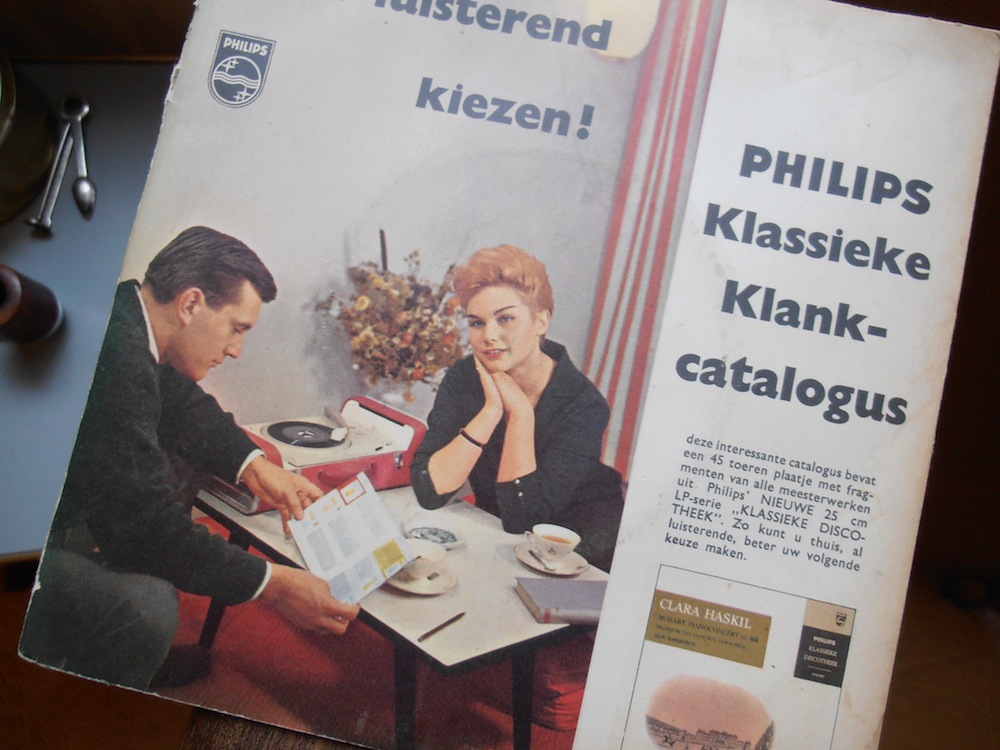 luisterend
kiezen!
PHILIPS
PHILIPS
Klassieke
Klank-
catalogus
deze interessante catalogus bevat
een 45 toeren plaatje met frag-
menten van alle meesterwerken
uit Philips' NIEUWE 25 cm
LP-serie „KLASSIEKE DISCO-
THEEK". Zo kunt u thuis, al
luisterende, beter uw volgende
keuze maken.
CLARA HASKIL
MOZART PIANOCONCERT
PHILIPS
KLASSIEKE
DISCOTHEEK